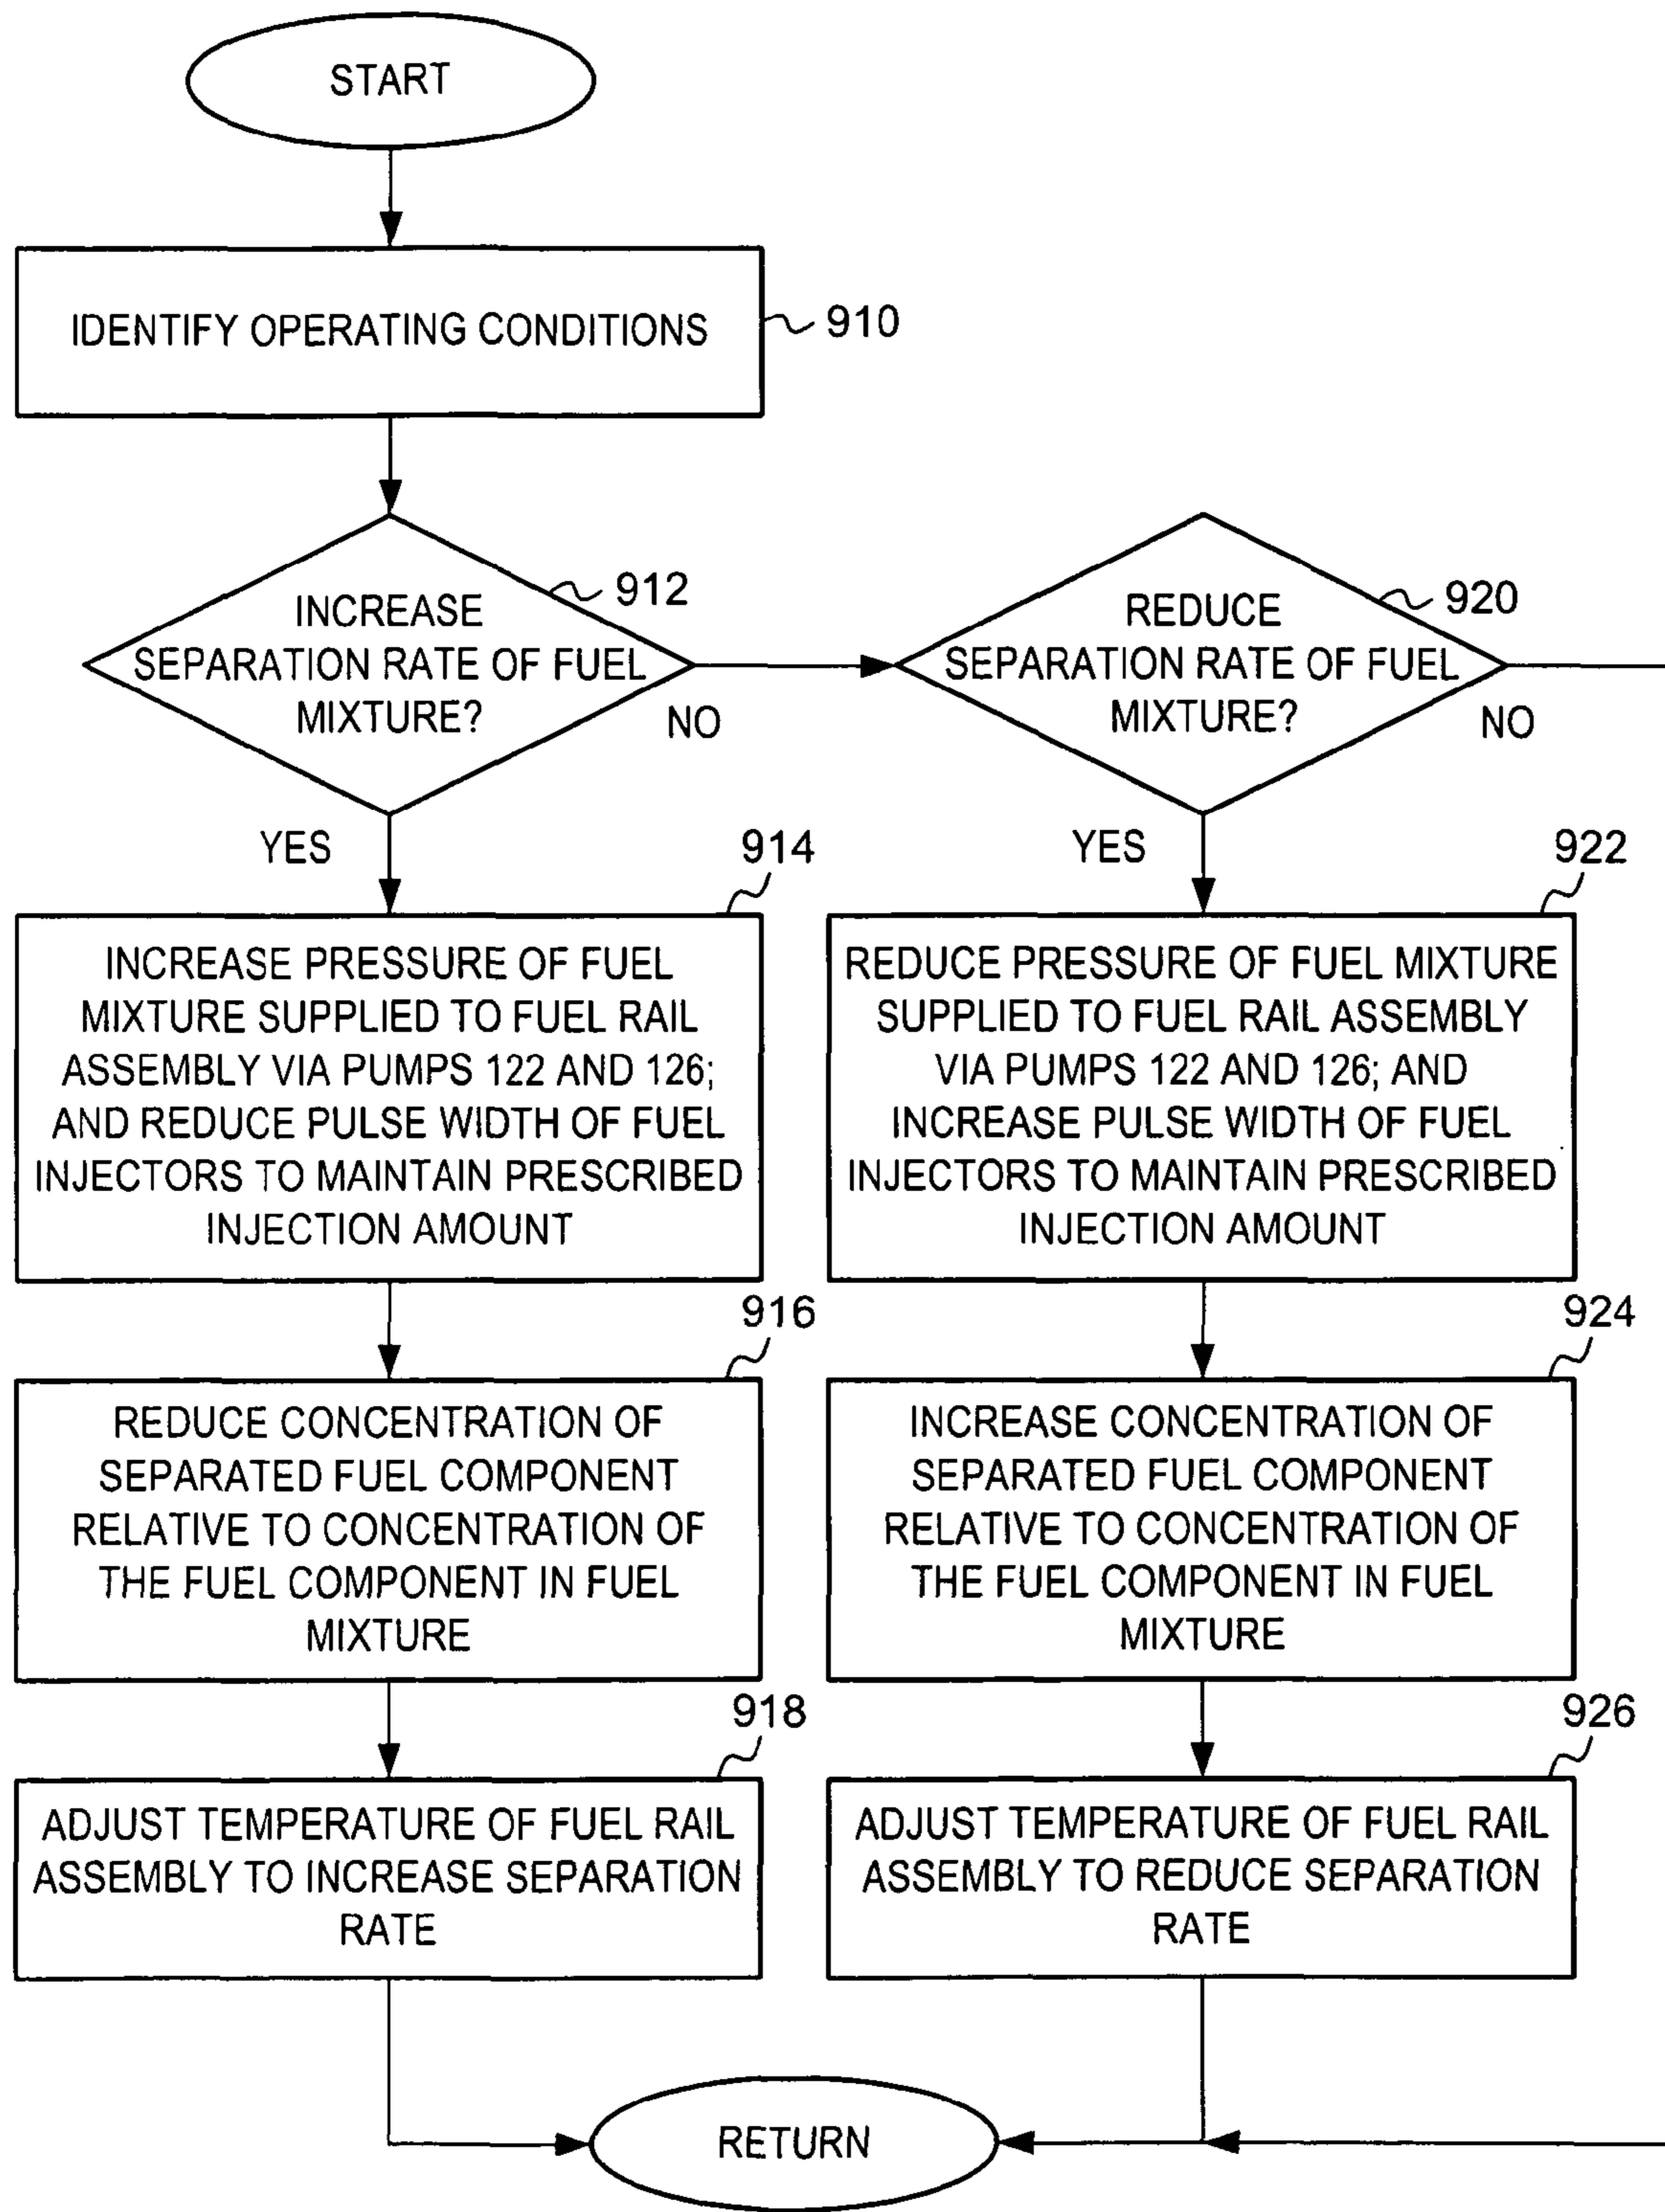 START
IDENTIFY OPERATING CONDITIONS
910
INCREASE
SEPARATION RATE OF FUEL
MIXTURE?
912
NO
YES
REDUCE
SEPARATION RATE OF FUEL
MIXTURE?
920
NO
YES
914
INCREASE PRESSURE OF FUEL
MIXTURE SUPPLIED TO FUEL RAIL
ASSEMBLY VIA PUMPS 122 AND 126;
AND REDUCE PULSE WIDTH OF FUEL
INJECTORS TO MAINTAIN PRESCRIBED
INJECTION AMOUNT
922
REDUCE PRESSURE OF FUEL MIXTURE
SUPPLIED TO FUEL RAIL ASSEMBLY
VIA PUMPS 122 AND 126; AND
INCREASE PULSE WIDTH OF FUEL
INJECTORS TO MAINTAIN PRESCRIBED
INJECTION AMOUNT
916
REDUCE CONCENTRATION OF
SEPARATED FUEL COMPONENT
RELATIVE TO CONCENTRATION OF
THE FUEL COMPONENT IN FUEL
MIXTURE
924
INCREASE CONCENTRATION OF
SEPARATED FUEL COMPONENT
RELATIVE TO CONCENTRATION OF
THE FUEL COMPONENT IN FUEL
MIXTURE
918
ADJUST TEMPERATURE OF FUEL RAIL
ASSEMBLY TO INCREASE SEPARATION
RATE
926
ADJUST TEMPERATURE OF FUEL RAIL
ASSEMBLY TO REDUCE SEPARATION
RATE
RETURN